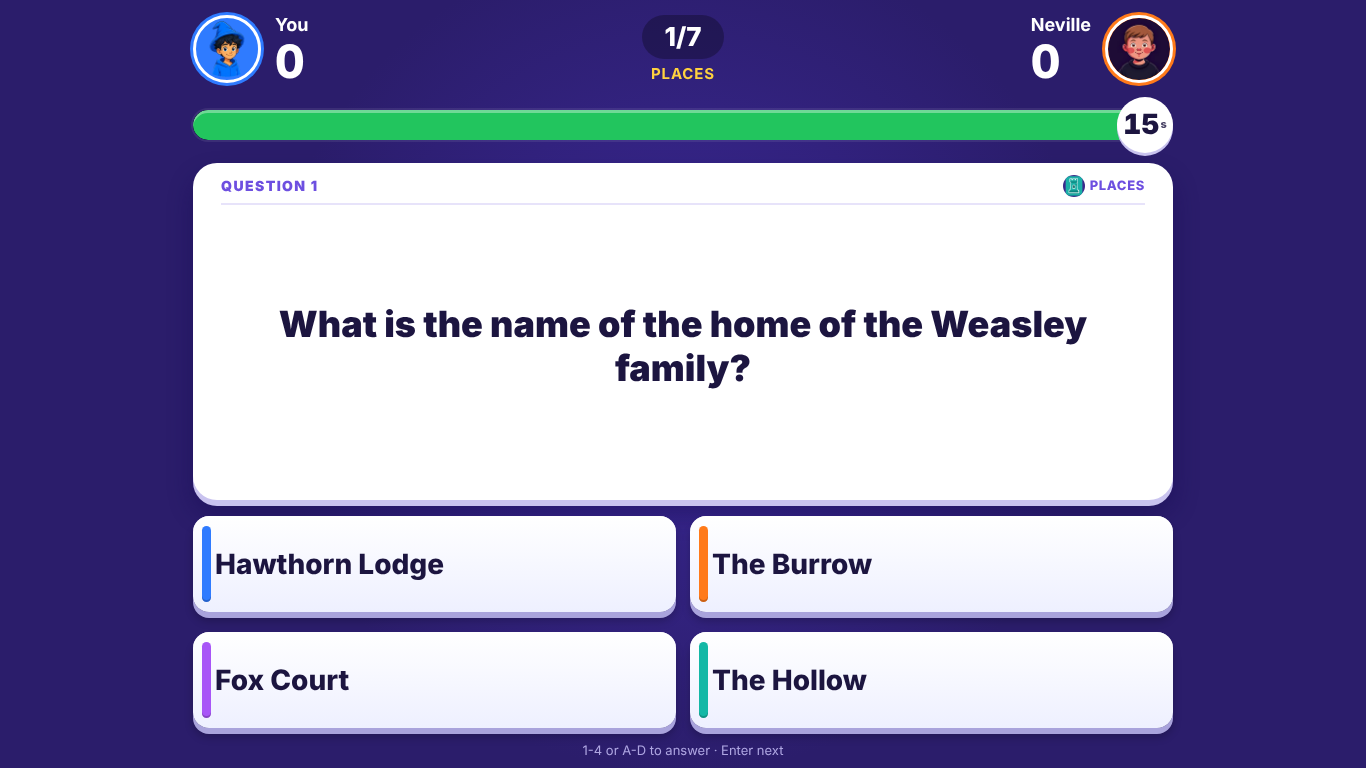 You
0
1/7
PLACES
Neville
0
15s
QUESTION 1
PLACES
What is the name of the home of the Weasley
family?
Hawthorn Lodge
The Burrow
Fox Court
The Hollow
1-4 or A-D to answer · Enter next